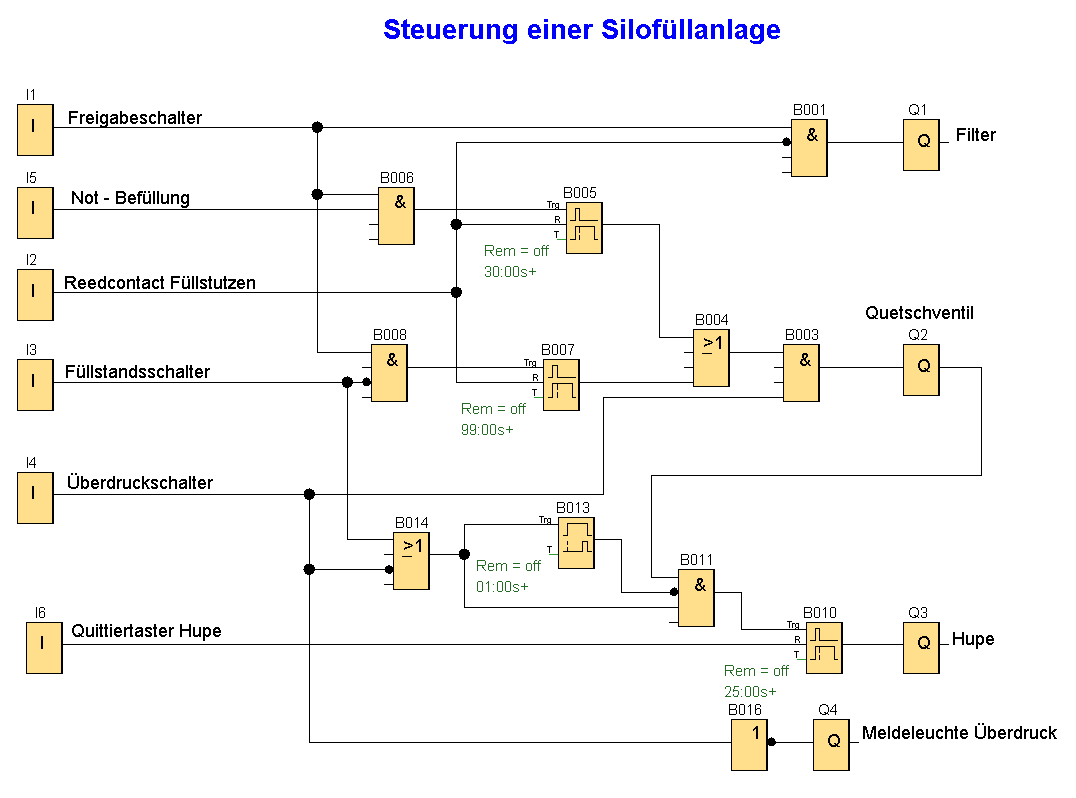 Steuerung einer Silofüllanlage
I1
I
Freigabeschalter
B001
&
Q1
Q
Filter
I5
I
Not - Befüllung
B006
&
B005
Trg
R
T
Rem = off
30:00s+
I2
I
Reedcontact Füllstutzen
Quetschventil
B004
>1
B003
&
Q2
Q
I3
I
Füllstandsschalter
B008
&
B007
Trg
R
T
Rem = off
99:00s+
I4
I
Überdruckschalter
B014
>1
B013
Trg
T
Rem = off
01:00s+
B011
&
I6
I
Quittiertaster Hupe
B010
Trg
R
T
Rem = off
25:00s+
Q3
Q
Hupe
B016
1
Q4
Q
Meldeleuchte Überdruck